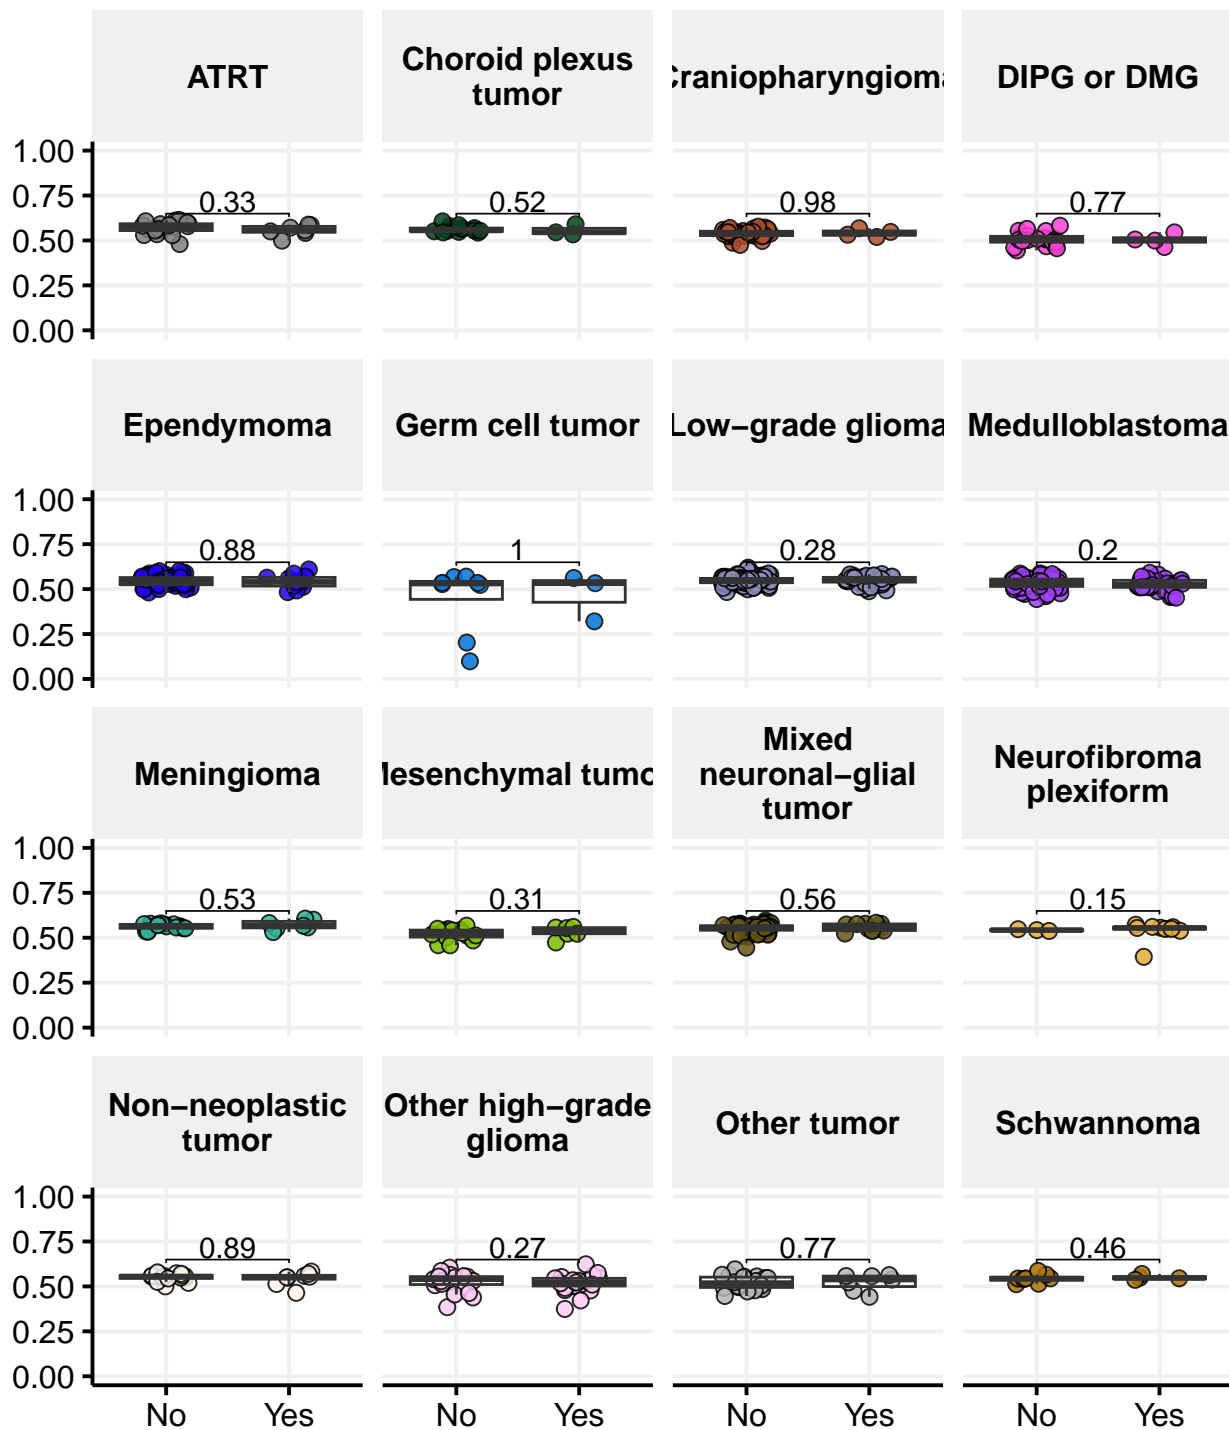 ATRT
Choroid plexus
tumor
Craniopharyngioma
DIPG or DMG
1.00
0.75
0.50
0.25
0.00
0.33
0.52
0.98
0.77
Ependymoma
Germ cell tumor
Low−grade glioma
Medulloblastoma
1.00
0.75
0.50
0.25
0.00
0.88
1
0.28
0.2
Meningioma
Mesenchymal tumor
Mixed
neuronal−glial
tumor
Neurofibroma
plexiform
1.00
0.75
0.50
0.25
0.00
0.53
0.31
0.56
0.15
Non−neoplastic
tumor
Other high−grade
glioma
Other tumor
Schwannoma
1.00
0.75
0.50
0.25
0.00
0.89
0.27
0.77
0.46
No
Yes
No
Yes
No
Yes
No
Yes